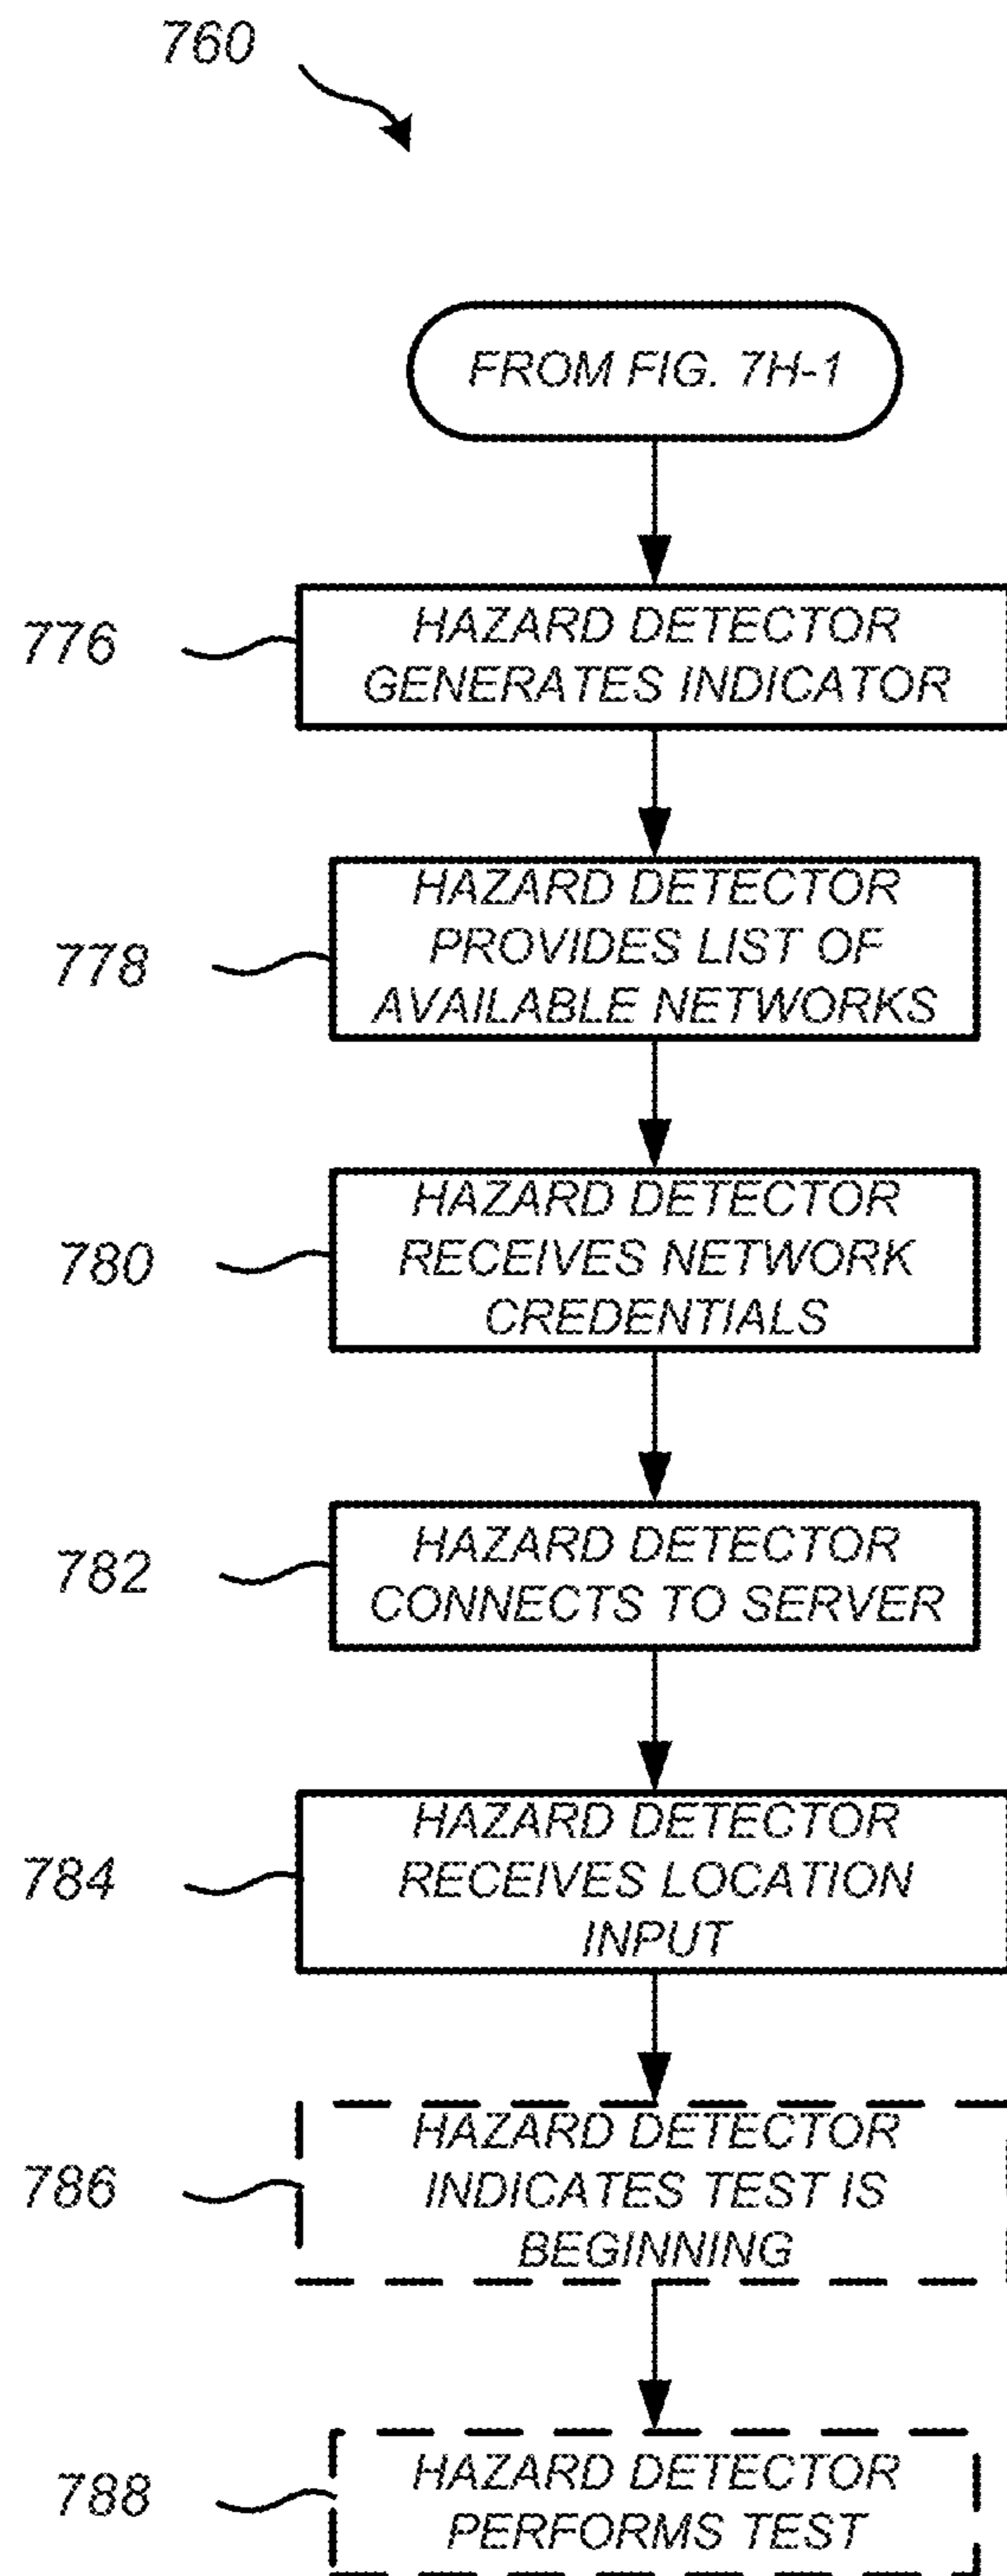 760
FROM FIG. 7H-1
776
HAZARD DETECTOR
GENERATES INDICATOR
778
HAZARD DETECTOR
PROVIDES LIST OF
AVAILABLE NETWORKS
780
HAZARD DETECTOR
RECEIVES NETWORK
CREDENTIALS
782
HAZARD DETECTOR
CONNECTS TO SERVER
784
HAZARD DETECTOR
RECEIVES LOCATION
INPUT
786
HAZARD DETECTOR
INDICATES TEST IS
BEGINNING
788
HAZARD DETECTOR
PERFORMS TEST